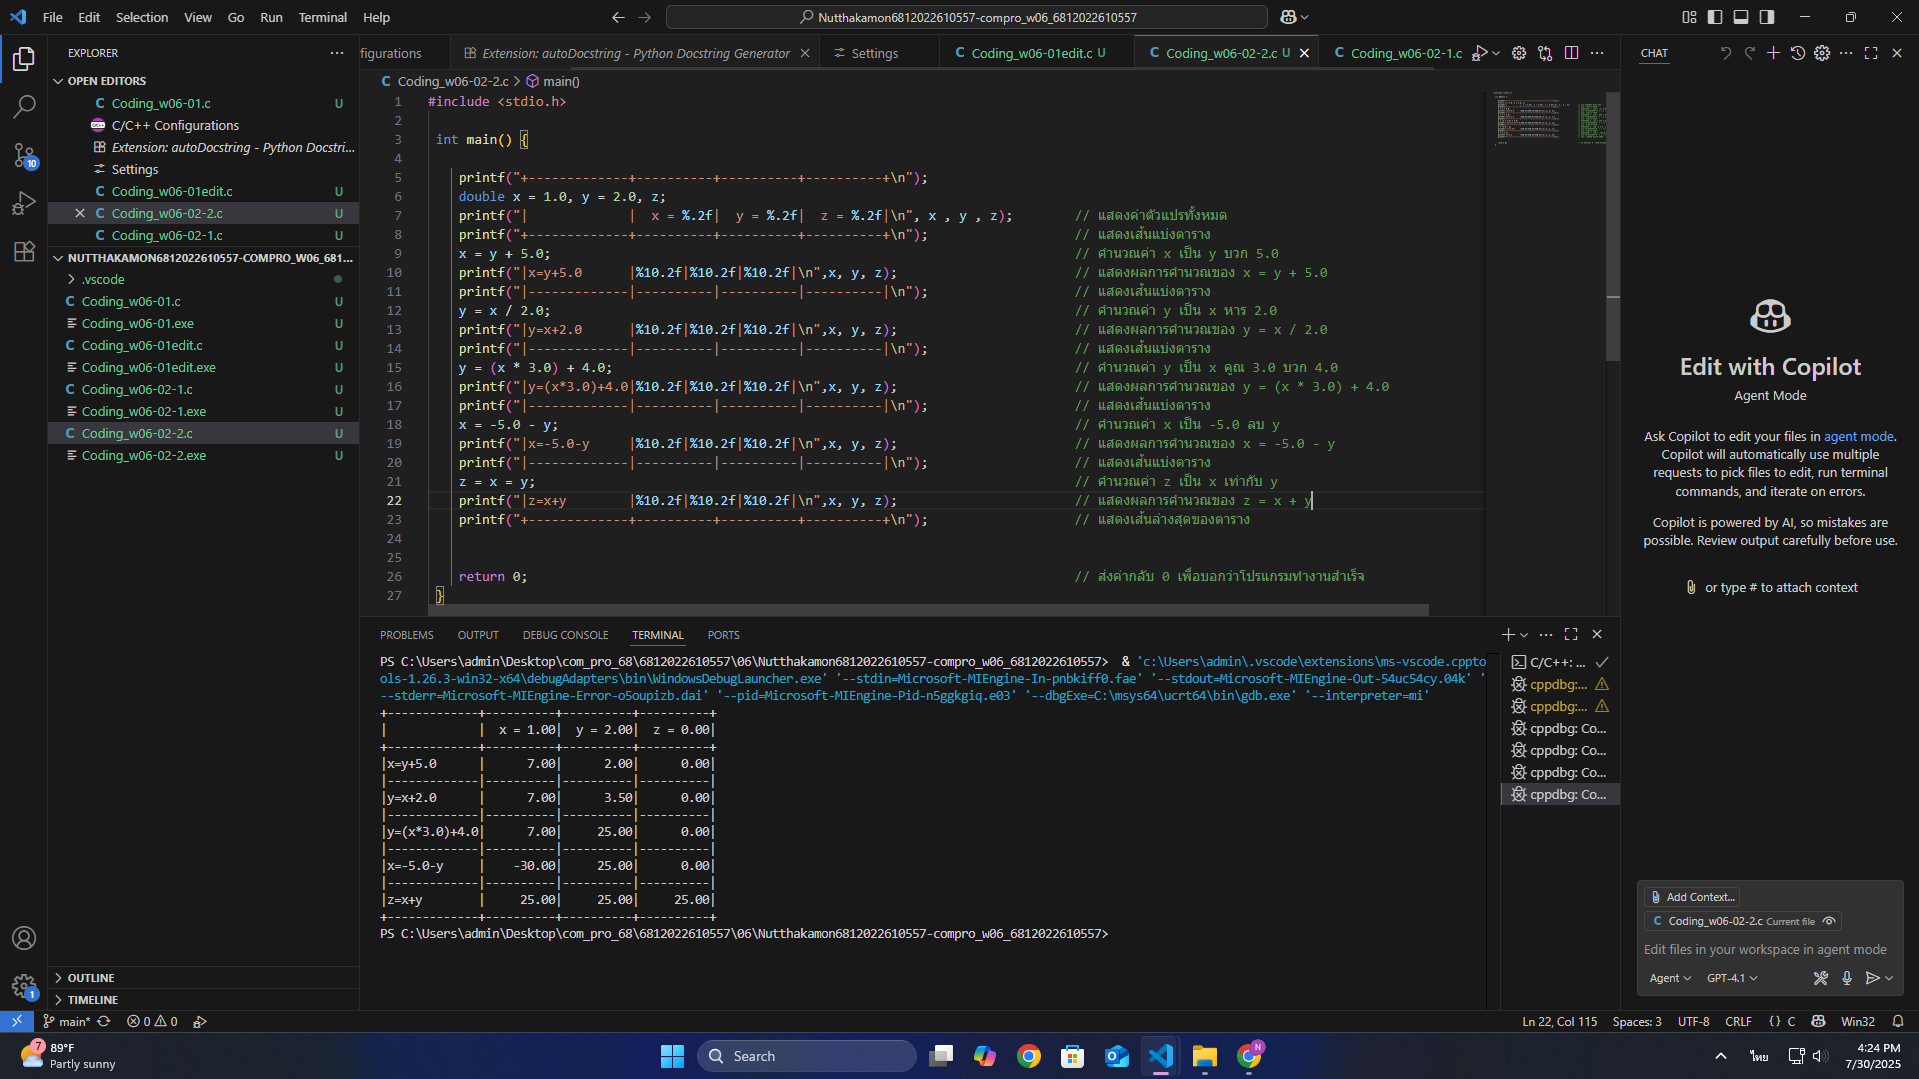 File Edit Selection View Go Run Terminal Help
Nutthakamon6812022610557-compro_w06_6812022610557
EXPLORER
OPEN EDITORS
Coding_w06-01.c U
C/C++ Configurations
Extension: autoDocstring - Python Docstri...
Settings
Coding_w06-01edit.c U
Coding_w06-02-2.c U
Coding_w06-02-1.c U
NUTTHAKAMON6812022610557-COMPRO_W06_681...
.vscode
Coding_w06-01.c U
Coding_w06-01.exe U
Coding_w06-01edit.c U
Coding_w06-01edit.exe U
Coding_w06-02-1.c U
Coding_w06-02-1.exe U
Coding_w06-02-2.c U
Coding_w06-02-2.exe U
OUTLINE
TIMELINE
10
1
figurations Extension: autoDocstring - Python Docstring Generator Settings Coding_w06-01edit.c U Coding_w06-02-2.c U Coding_w06-02-1.c
Coding_w06-02-2.c > main()
1 #include <stdio.h>
2
3 int main() {
4
5 printf("+-------------+----------+----------+----------+\n");
6 double x = 1.0, y = 2.0, z;
7 printf("|             |  x = %.2f|  y = %.2f|  z = %.2f|\n", x , y , z); // แสดงค่าตัวแปรทั้งหมด
8 printf("+-------------+----------+----------+----------+\n"); // แสดงเส้นแบ่งตาราง
9 x = y + 5.0; // คำนวณค่า x เป็น y บวก 5.0
10 printf("|x=y+5.0      |%10.2f|%10.2f|%10.2f|\n",x, y, z); // แสดงผลการคำนวณของ x = y + 5.0
11 printf("|-------------|----------|----------|----------|\n"); // แสดงเส้นแบ่งตาราง
12 y = x / 2.0; // คำนวณค่า y เป็น x หาร 2.0
13 printf("|y=x+2.0      |%10.2f|%10.2f|%10.2f|\n",x, y, z); // แสดงผลการคำนวณของ y = x / 2.0
14 printf("|-------------|----------|----------|----------|\n"); // แสดงเส้นแบ่งตาราง
15 y = (x * 3.0) + 4.0; // คำนวณค่า y เป็น x คูณ 3.0 บวก 4.0
16 printf("|y=(x*3.0)+4.0|%10.2f|%10.2f|%10.2f|\n",x, y, z); // แสดงผลการคำนวณของ y = (x * 3.0) + 4.0
17 printf("|-------------|----------|----------|----------|\n"); // แสดงเส้นแบ่งตาราง
18 x = -5.0 - y; // คำนวณค่า x เป็น -5.0 ลบ y
19 printf("|x=-5.0-y     |%10.2f|%10.2f|%10.2f|\n",x, y, z); // แสดงผลการคำนวณของ x = -5.0 - y
20 printf("|-------------|----------|----------|----------|\n"); // แสดงเส้นแบ่งตาราง
21 z = x = y; // คำนวณค่า z เป็น x เท่ากับ y
22 printf("|z=x+y        |%10.2f|%10.2f|%10.2f|\n",x, y, z); // แสดงผลการคำนวณของ z = x + y
23 printf("+-------------+----------+----------+----------+\n"); // แสดงเส้นล่างสุดของตาราง
24
25
26 return 0; // ส่งค่ากลับ 0 เพื่อบอกว่าโปรแกรมทำงานสำเร็จ
27 }
PROBLEMS OUTPUT DEBUG CONSOLE TERMINAL PORTS
PS C:\Users\admin\Desktop\com_pro_68\6812022610557\06\Nutthakamon6812022610557-compro_w06_6812022610557>  & 'c:\Users\admin\.vscode\extensions\ms-vscode.cppto
ols-1.26.3-win32-x64\debugAdapters\bin\WindowsDebugLauncher.exe' '--stdin=Microsoft-MIEngine-In-pnbkiff0.fae' '--stdout=Microsoft-MIEngine-Out-54uc54cy.04k' '
--stderr=Microsoft-MIEngine-Error-o5oupizb.dai' '--pid=Microsoft-MIEngine-Pid-n5ggkgiq.e03' '--dbgExe=C:\msys64\ucrt64\bin\gdb.exe' '--interpreter=mi'
+-------------+----------+----------+----------+
|             |  x = 1.00|  y = 2.00|  z = 0.00|
+-------------+----------+----------+----------+
|x=y+5.0      |      7.00|      2.00|      0.00|
|-------------|----------|----------|----------|
|y=x+2.0      |      7.00|      3.50|      0.00|
|-------------|----------|----------|----------|
|y=(x*3.0)+4.0|      7.00|     25.00|      0.00|
|-------------|----------|----------|----------|
|x=-5.0-y     |    -30.00|     25.00|      0.00|
|-------------|----------|----------|----------|
|z=x+y        |     25.00|     25.00|     25.00|
+-------------+----------+----------+----------+
PS C:\Users\admin\Desktop\com_pro_68\6812022610557\06\Nutthakamon6812022610557-compro_w06_6812022610557>
C/C++: ...
cppdbg:...
cppdbg:...
cppdbg: Co...
cppdbg: Co...
cppdbg: Co...
cppdbg: Co...
CHAT
Edit with Copilot
Agent Mode
Ask Copilot to edit your files in agent mode.
Copilot will automatically use multiple
requests to pick files to edit, run terminal
commands, and iterate on errors.
Copilot is powered by AI, so mistakes are
possible. Review output carefully before use.
or type # to attach context
Add Context...
Coding_w06-02-2.c Current file
Edit files in your workspace in agent mode
Agent GPT-4.1
main* 0 0
Ln 22, Col 115 Spaces: 3 UTF-8 CRLF {} C Win32
7
89°F
Partly sunny
Search
N
ไทย
4:24 PM
7/30/2025